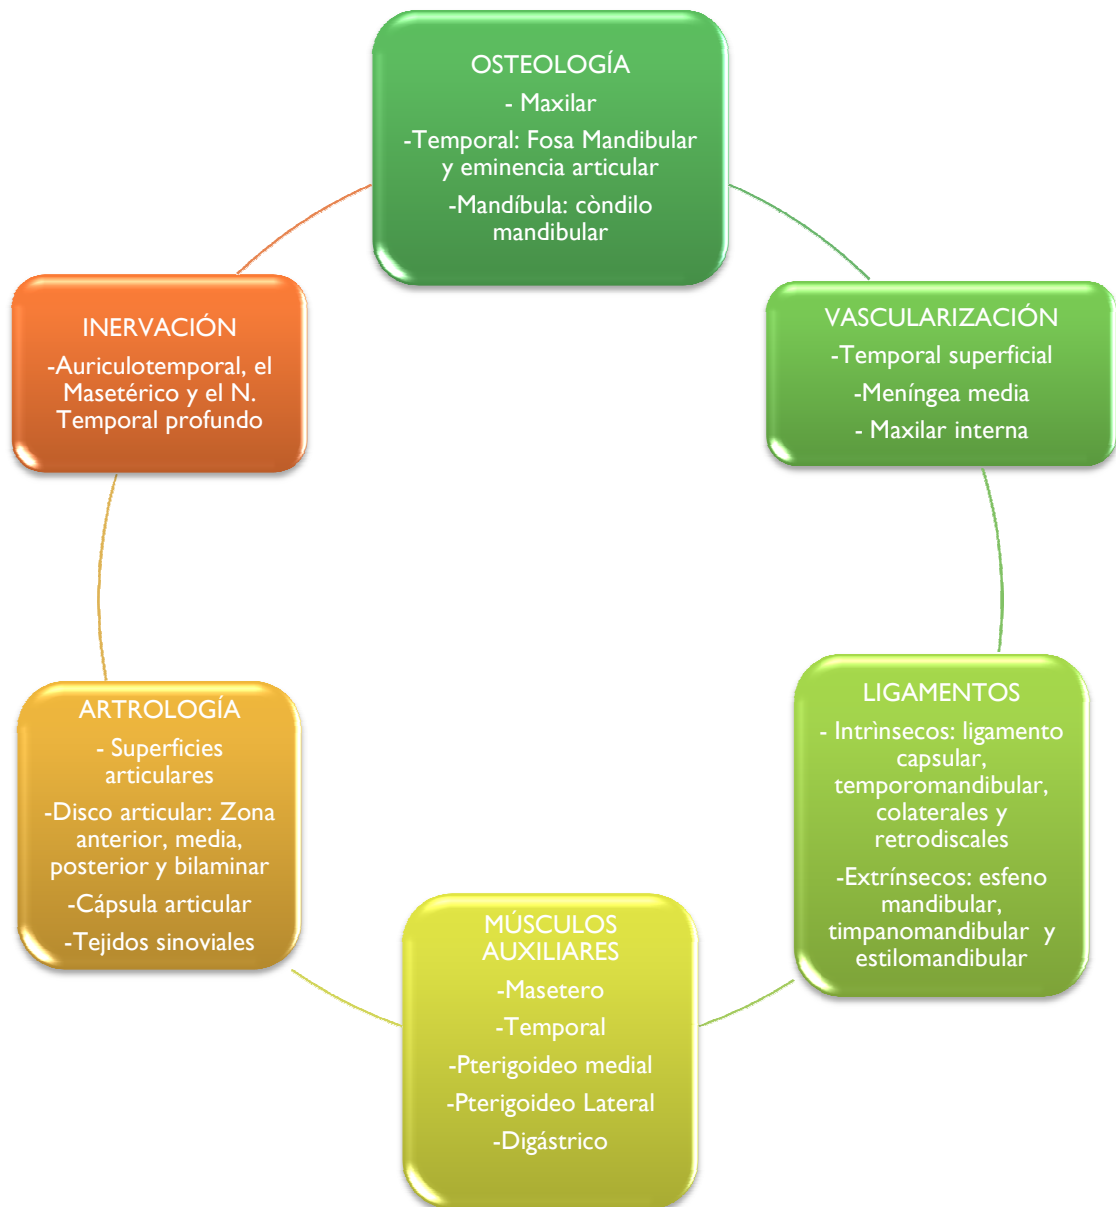 OSTEOLOGÍA
- Maxilar
-Temporal: Fosa Mandibular
y eminencia articular
-Mandíbula: còndilo
mandibular
VASCULARIZACIÓN
-Temporal superficial
-Meníngea media
- Maxilar interna
LIGAMENTOS
- Intrìnsecos: ligamento
capsular,
temporomandibular,
colaterales y
retrodiscales
-Extrínsecos: esfeno
mandibular,
timpanomandibular y
estilomandibular
MÚSCULOS
AUXILIARES
-Masetero
-Temporal
-Pterigoideo medial
-Pterigoideo Lateral
-Digástrico
ARTROLOGÍA
- Superficies
articulares
-Disco articular: Zona
anterior, media,
posterior y bilaminar
-Cápsula articular
-Tejidos sinoviales
INERVACIÓN
-Auriculotemporal, el
Masetérico y el N.
Temporal profundo